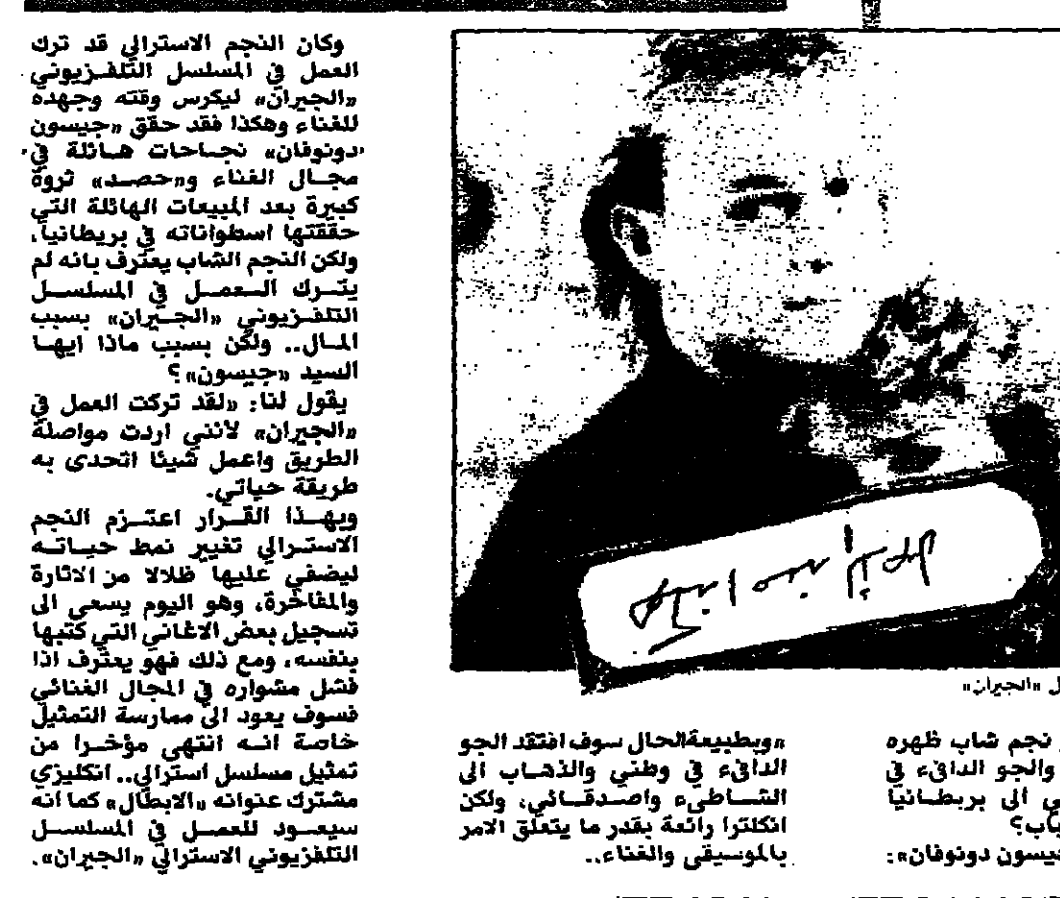 ل «الجيران»
نجم شاب ظهره
والجو الدافىء في
ي الى بريطانيا
باب؟
جيسون دونوفان»:
«وبطبيعةالحال سوف افتقد الجو
الدافىء في وطني والذهاب الى
الشاطىء واصدقائي، ولكن
انكلترا رائعة بقدر ما يتعلق الامر
بالموسيقى والغناء..
وكان النجم الاسترالي قد ترك
العمل في المسلسل التلفزيوني
«الجيران» ليكرس وقته وجهده
للغناء وهكذا فقد حقق «جيسون
دونوفان» نجاحات هائلة في
مجال الغناء و«حصد» ثروة
كبيرة بعد المبيعات الهائلة التي
حققتها اسطواناته في بريطانيا.
ولكن النجم الشاب يعترف بانه لم
يترك العمل في المسلسل
التلفزيوني «الجيران» بسبب
المال.. ولكن بسبب ماذا ايها
السيد «جيسون»؟
يقول لنا: «لقد تركت العمل في
«الجيران» لانني اردت مواصلة
الطريق واعمل شيئا اتحدى به
طريقة حياتي.
وبهذا القرار اعتزم النجم
الاسترالي تغيير نمط حياته
ليضفي عليها ظلالا من الاثارة
والمفاخرة، وهو اليوم يسعى الى
تسجيل بعض الاغاني التي كتبها
بنفسه، ومع ذلك فهو يعترف اذا
فشل مشواره في المجال الغنائي
فسوف يعود الى ممارسة التمثيل
خاصة انه انتهى مؤخرا من
تمثيل مسلسل استرالي.. انكليزي
مشترك عنوانه «الابطال» كما انه
سيعود للعمل في المسلسل
التلفزيوني الاسترالي «الجيران».